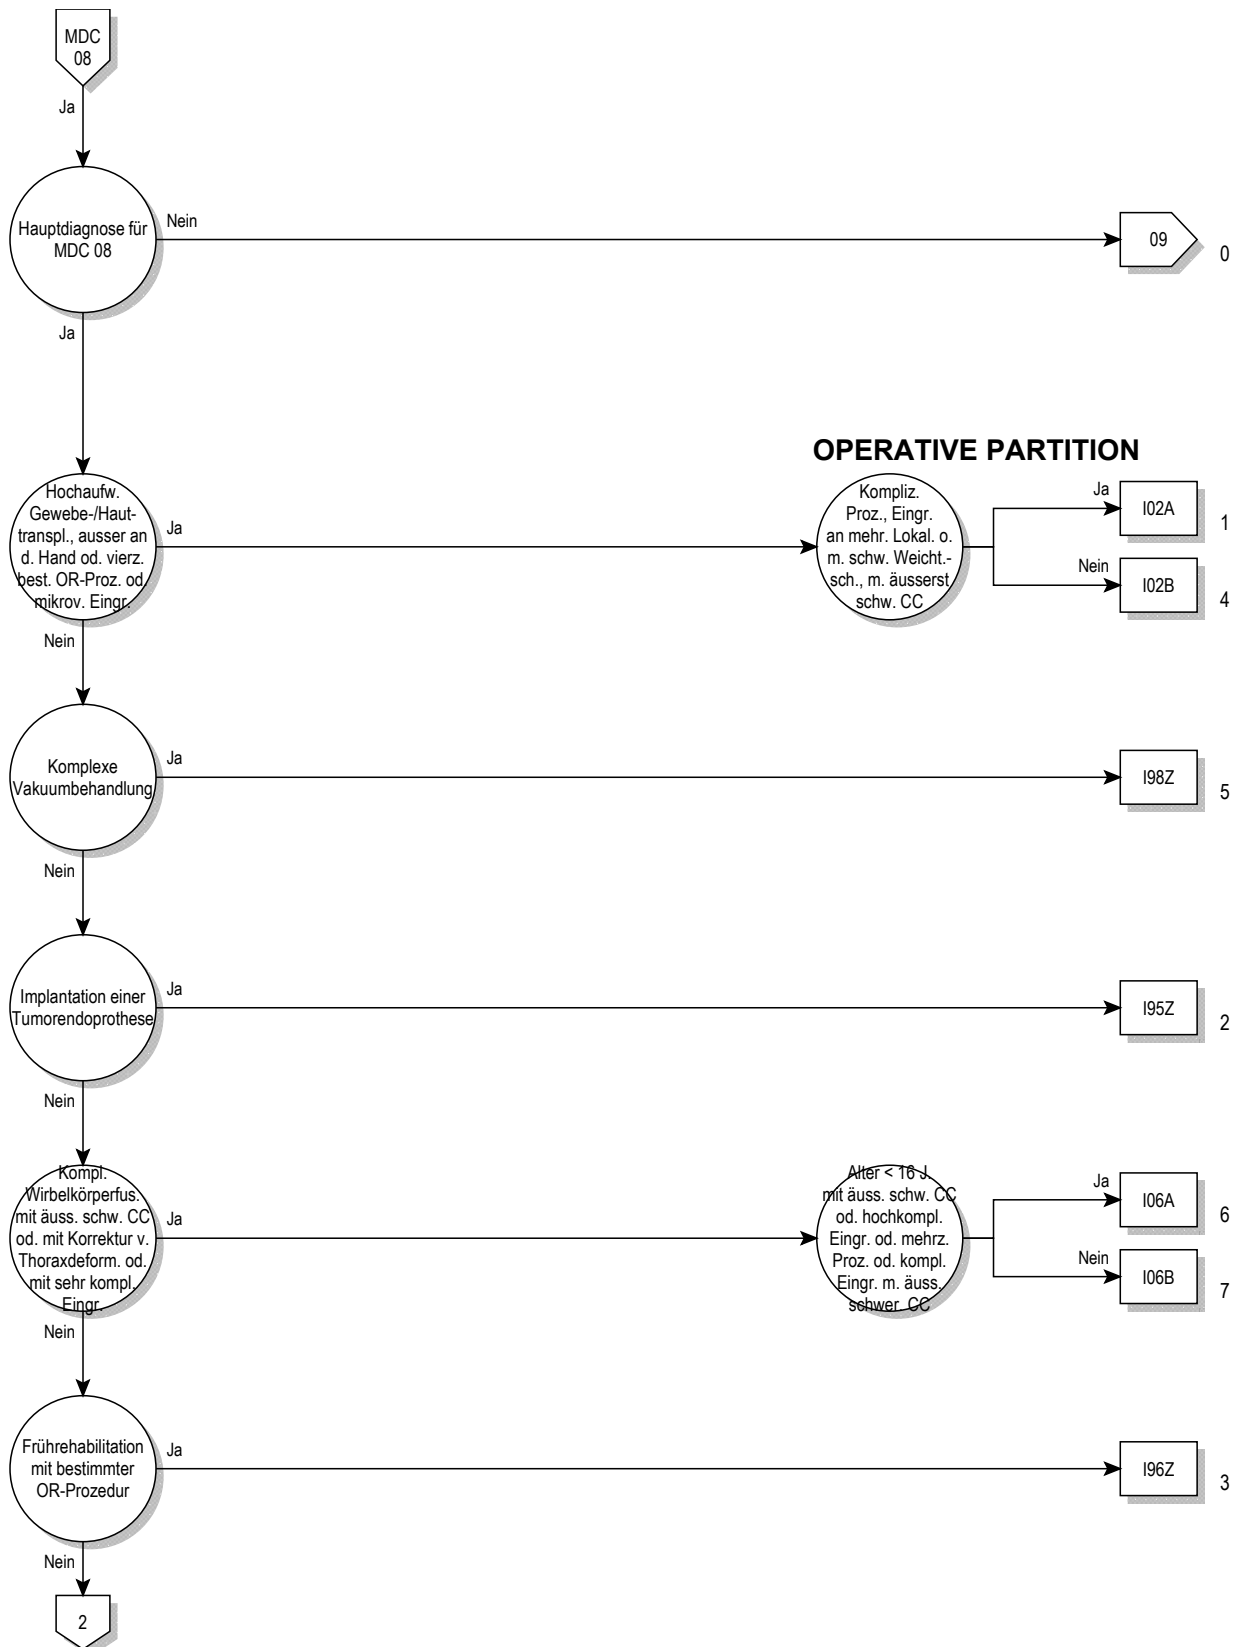 MDC
08
Ja
Hauptdiagnose für
MDC 08
Nein
09
0
Ja
OPERATIVE PARTITION
Hochaufw.
Gewebe-/Haut-
transpl., ausser an
d. Hand od. vierz.
best. OR-Proz. od.
mikrov. Eingr.
Ja
Kompliz.
Proz., Eingr.
an mehr. Lokal. o.
m. schw. Weicht.-
sch., m. äusserst
schw. CC
Ja
I02A
1
Nein
I02B
4
Nein
Komplexe
Vakuumbehandlung
Ja
I98Z
5
Nein
Implantation einer
Tumorendoprothese
Ja
I95Z
2
Nein
Kompl.
Wirbelkörperfus.
mit äuss. schw. CC
od. mit Korrektur v.
Thoraxdeform. od.
mit sehr kompl.
Eingr.
Ja
Alter < 16 J.
mit äuss. schw. CC
od. hochkompl.
Eingr. od. mehrz.
Proz. od. kompl.
Eingr. m. äuss.
schwer. CC
Ja
I06A
6
Nein
I06B
7
Nein
Frührehabilitation
mit bestimmter
OR-Prozedur
Ja
I96Z
3
Nein
2